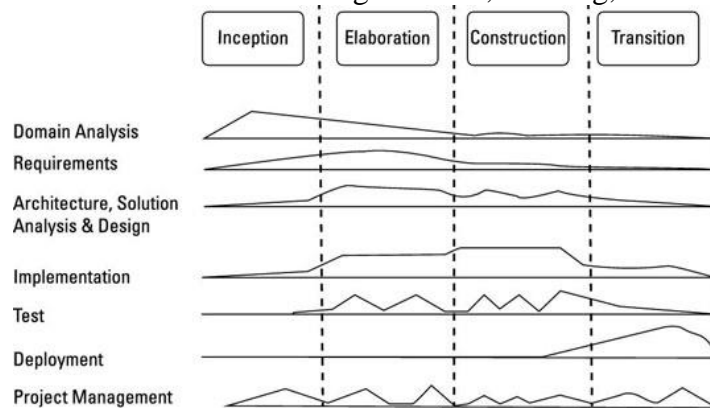 Inception Elaboration Construction Transition
Domain Analysis
Requirements
Architecture, Solution
Analysis & Design
Implementation
Test
Deployment
Project Management